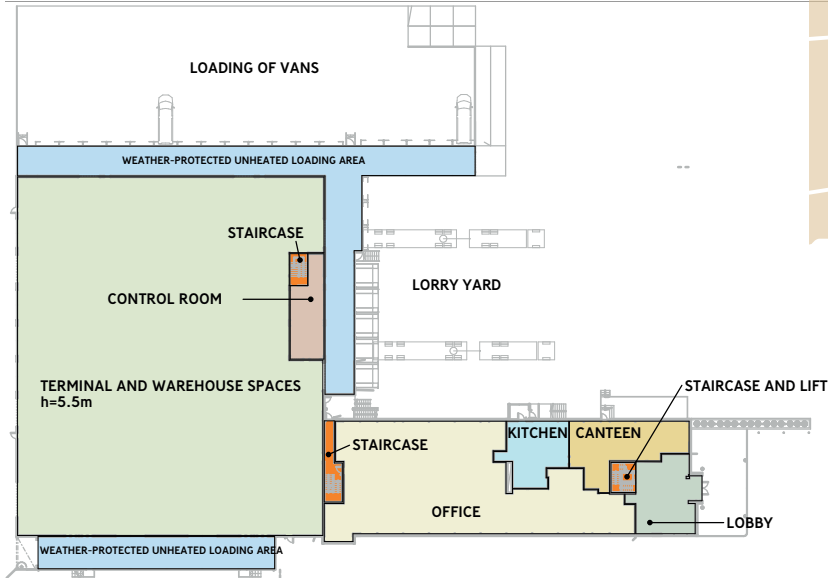 LOADING OF VANS
WEATHER-PROTECTED UNHEATED LOADING AREA
STAIRCASE
LORRY YARD
CONTROL ROOM
TERMINAL AND WAREHOUSE SPACES
h=5.5m
STAIRCASE AND LIFT
KITCHEN
CANTEEN
STAIRCASE
OFFICE
LOBBY
WEATHER-PROTECTED UNHEATED LOADING AREA